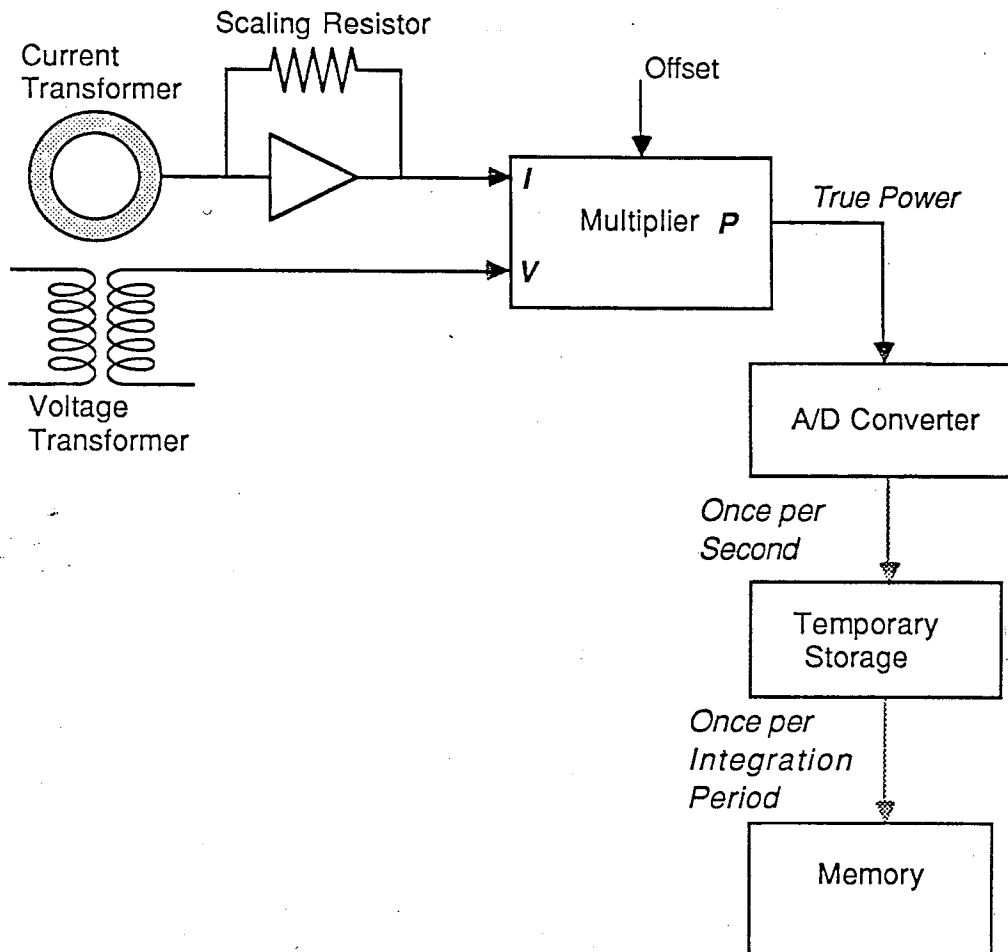 Scaling Resistor
Current
Transformer
Offset
I
Multiplier P
True Power
V
Voltage
Transformer
A/D Converter
Once per
Second
Temporary
Storage
Once per
Integration
Period
Memory